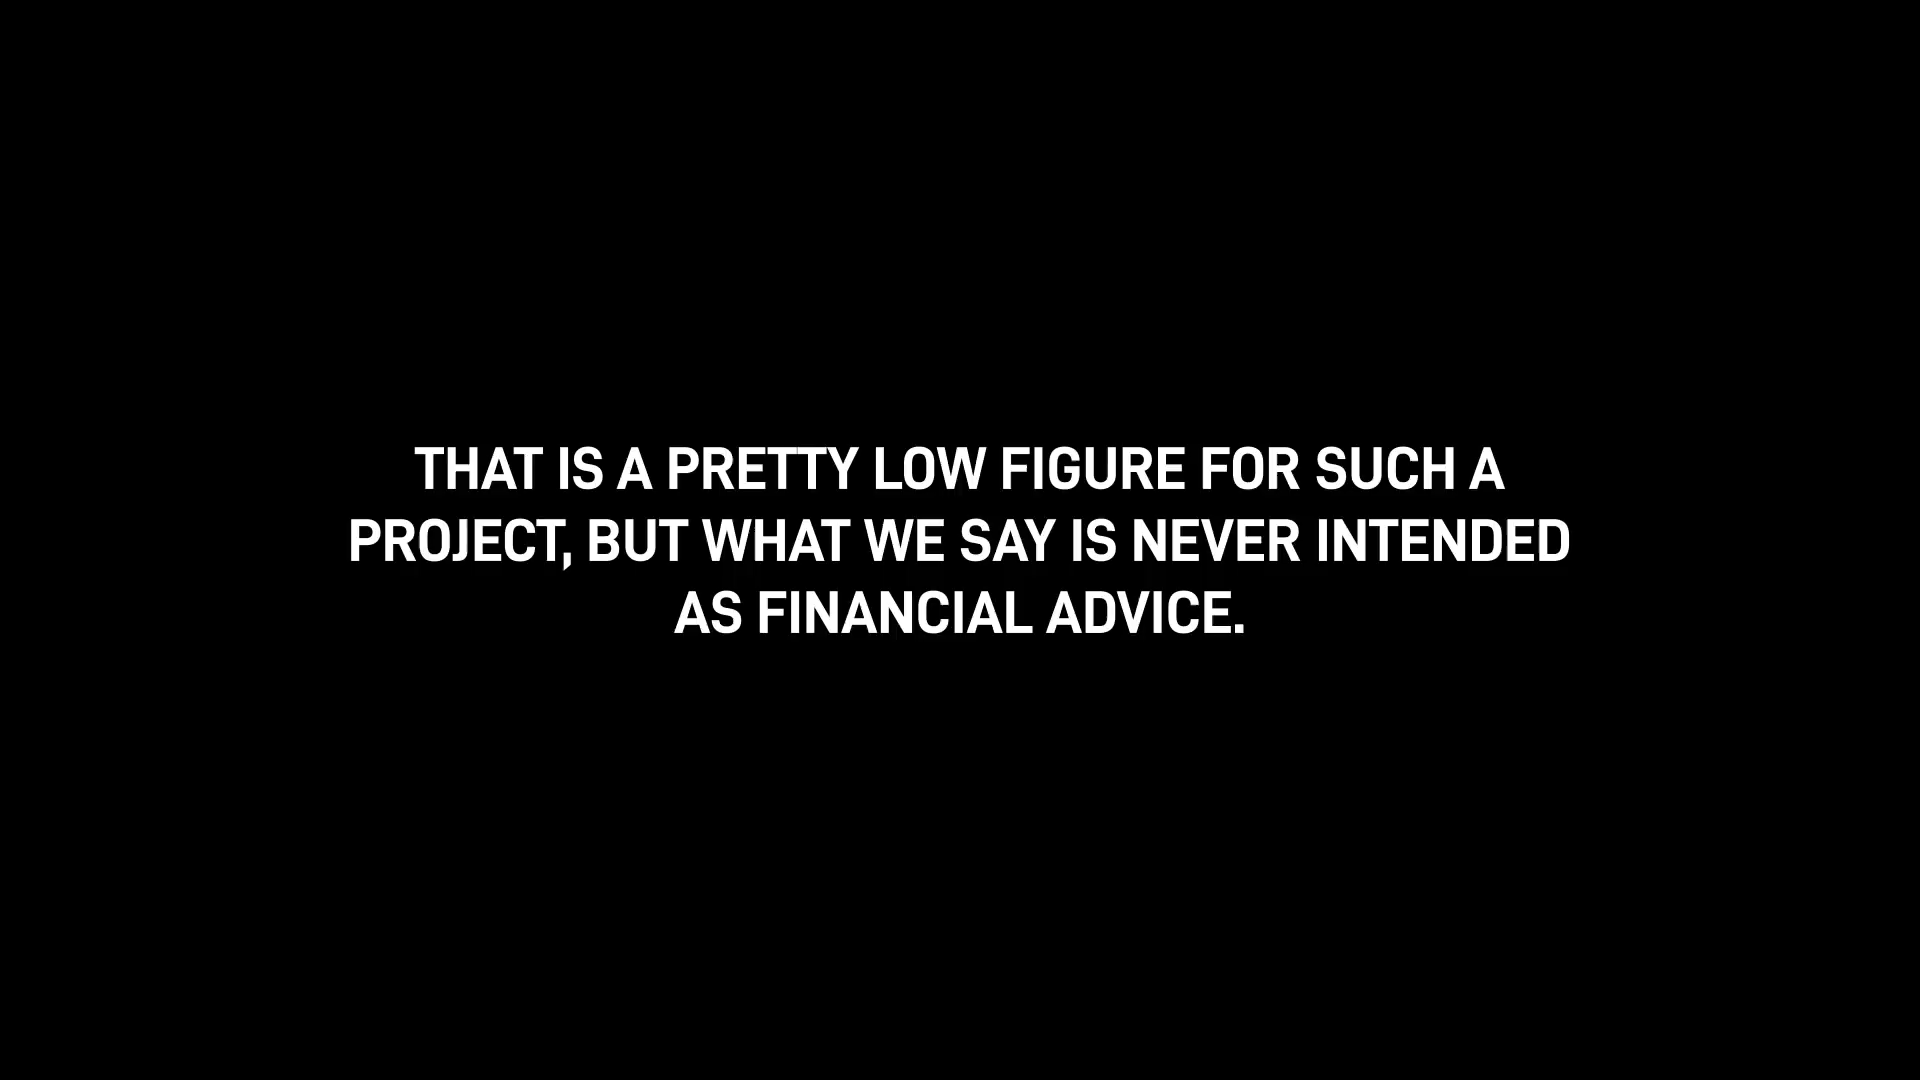 THAT IS A PRETTY LOW FIGURE FOR SUCH A
PROJECT, BUT WHAT WE SAY IS NEVER INTENDED
AS FINANCIAL ADVICE.